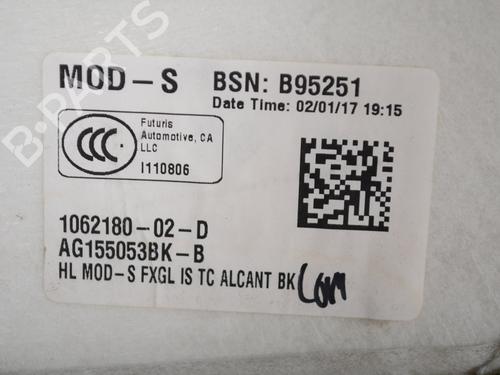 B-PARTS
MOD-S BSN: B95251
Date Time: 02/01/17 19:15
CCC
Futuris
Automotive, CA
LLC
I110806
1062180-02-D
AG155053BK-B
HL MOD-S FXGL IS TC ALCANT BK